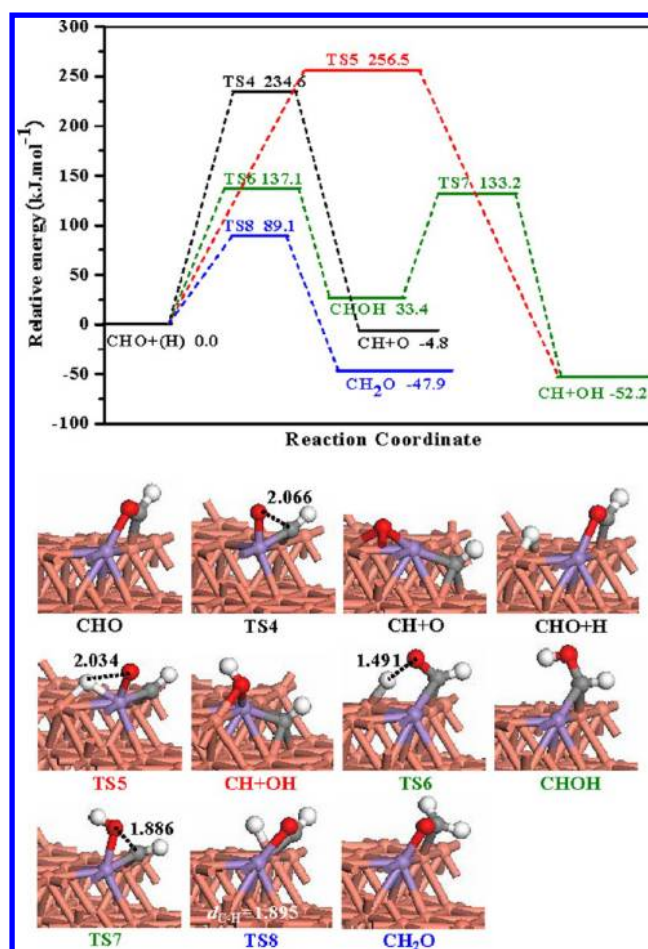 300
250
200
150
100
50
0
-50
-100
Relative energy (kJ.mol⁻¹)
TS5 256.5
TS4 234.6
TS6 137.1
TS7 133.2
TS8 89.1
CHOH 33.4
CHO+(H) 0.0
CH+O -4.8
CH₂O -47.9
CH+OH -52.2
Reaction Coordinate
2.066
CHO TS4 CH+O CHO+H
2.034 1.491
TS5 CH+OH TS6 CHOH
1.886
d_C-H=1.895
TS7 TS8 CH₂O